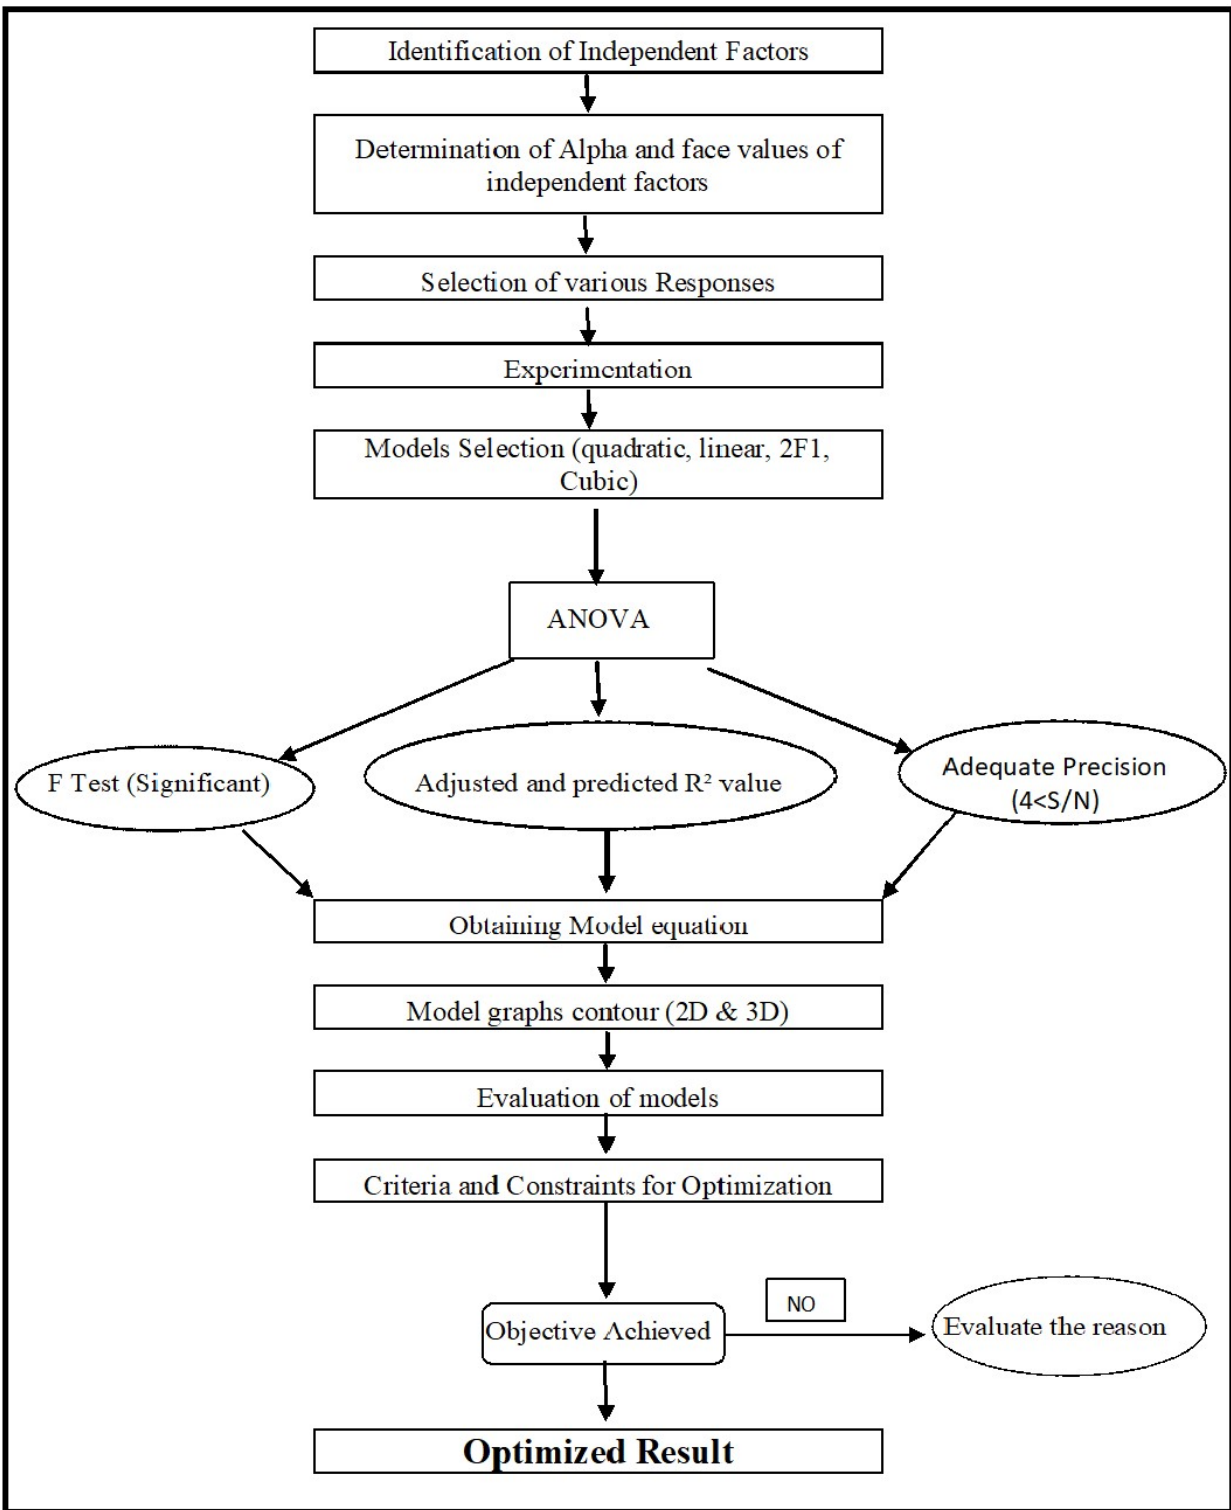 Identification of Independent Factors
Determination of Alpha and face values of
independent factors
Selection of various Responses
Experimentation
Models Selection (quadratic, linear, 2F1,
Cubic)
ANOVA
F Test (Significant)
Adjusted and predicted R² value
Adequate Precision
(4<S/N)
Obtaining Model equation
Model graphs contour (2D & 3D)
Evaluation of models
Criteria and Constraints for Optimization
NO
Objective Achieved
Evaluate the reason
Optimized Result